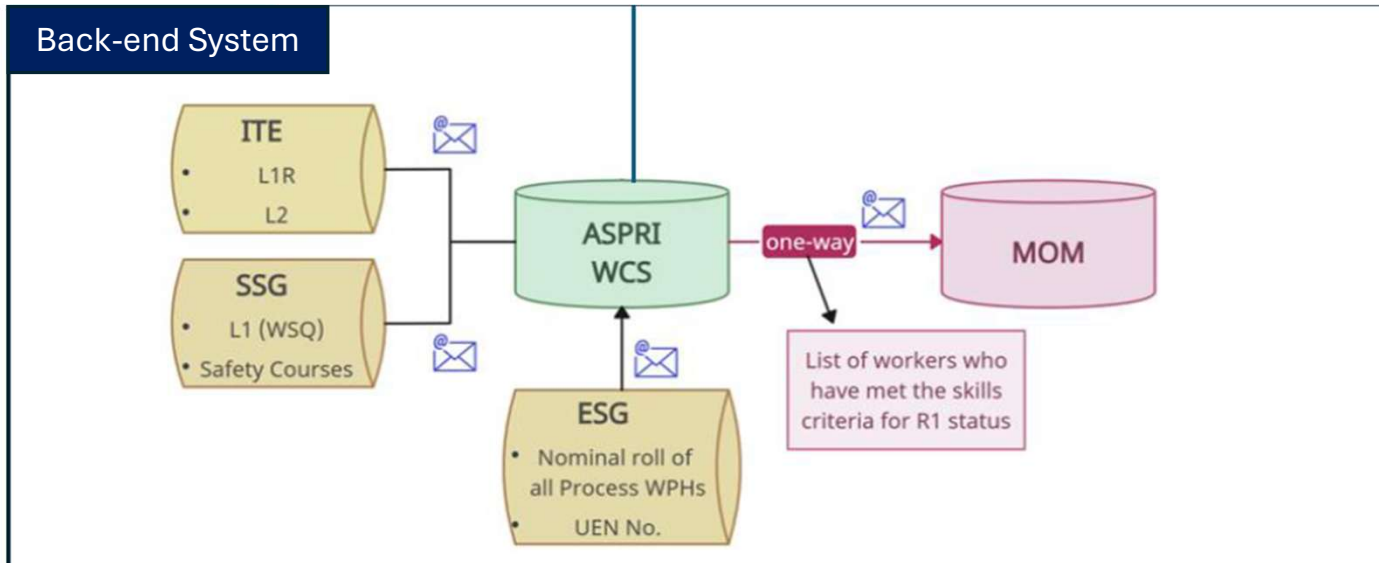 Back-end System
ITE
• L1R
• L2
@
SSG
• L1 (WSQ)
• Safety Courses
@
ASPRI
WCS
one-way
@
MOM
List of workers who
have met the skills
criteria for R1 status
@
ESG
• Nominal roll of
all Process WPHs
• UEN No.